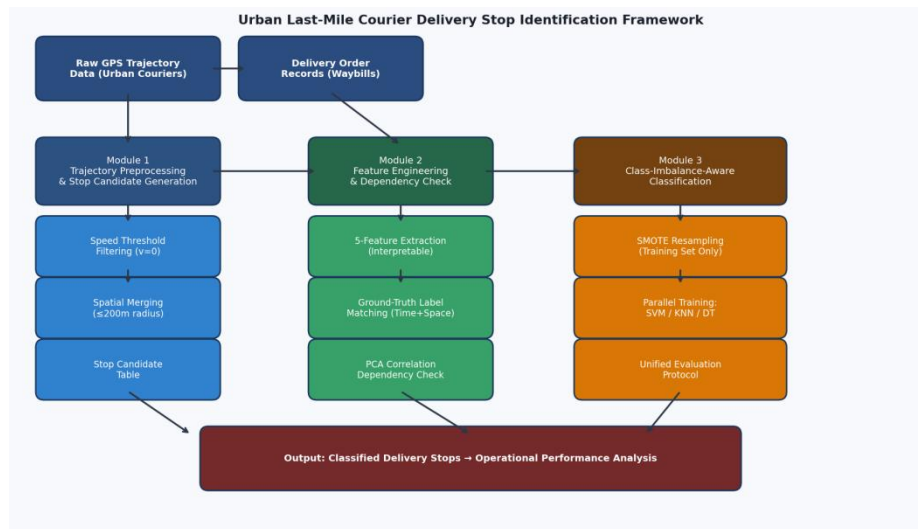 Urban Last-Mile Courier Delivery Stop Identification Framework
Raw GPS Trajectory
Data (Urban Couriers)
Delivery Order
Records (Waybills)
Module 1
Trajectory Preprocessing
& Stop Candidate Generation
Module 2
Feature Engineering
& Dependency Check
Module 3
Class-Imbalance-Aware
Classification
Speed Threshold
Filtering (v=0)
5-Feature Extraction
(Interpretable)
SMOTE Resampling
(Training Set Only)
Spatial Merging
(≤200m radius)
Ground-Truth Label
Matching (Time+Space)
Parallel Training:
SVM / KNN / DT
Stop Candidate
Table
PCA Correlation
Dependency Check
Unified Evaluation
Protocol
Output: Classified Delivery Stops → Operational Performance Analysis